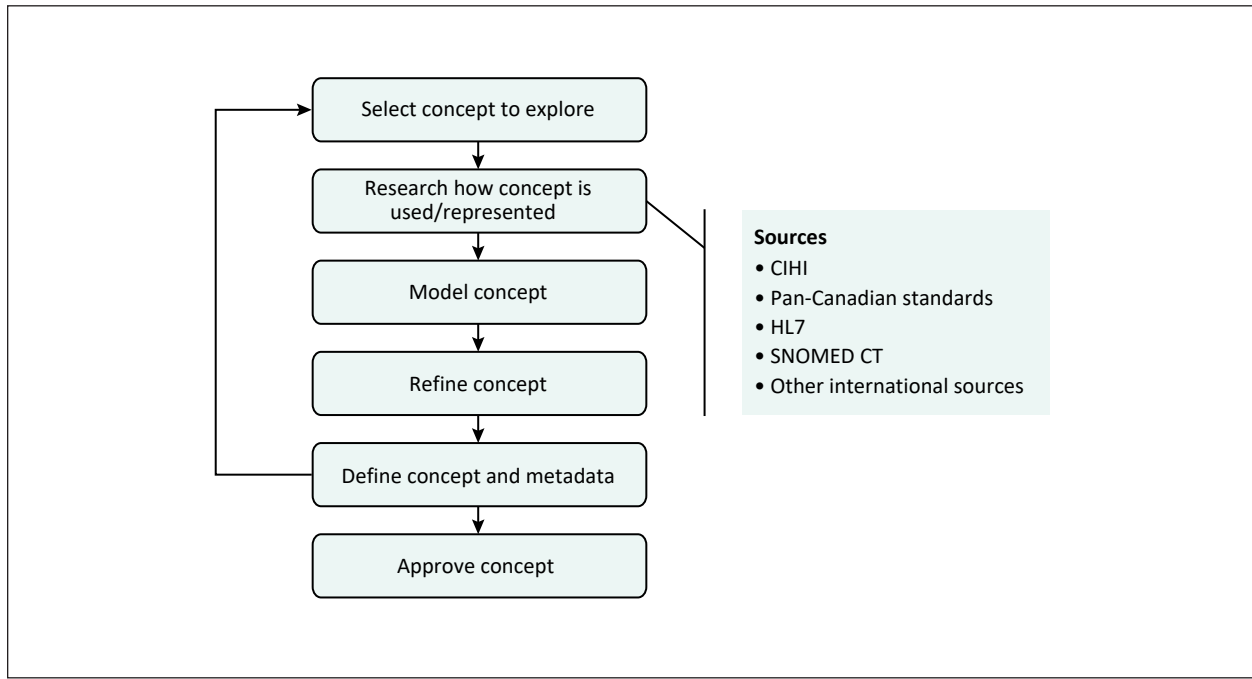 Select concept to explore
Research how concept is
used/represented
Model concept
Refine concept
Define concept and metadata
Approve concept
Sources
• CIHI
• Pan-Canadian standards
• HL7
• SNOMED CT
• Other international sources